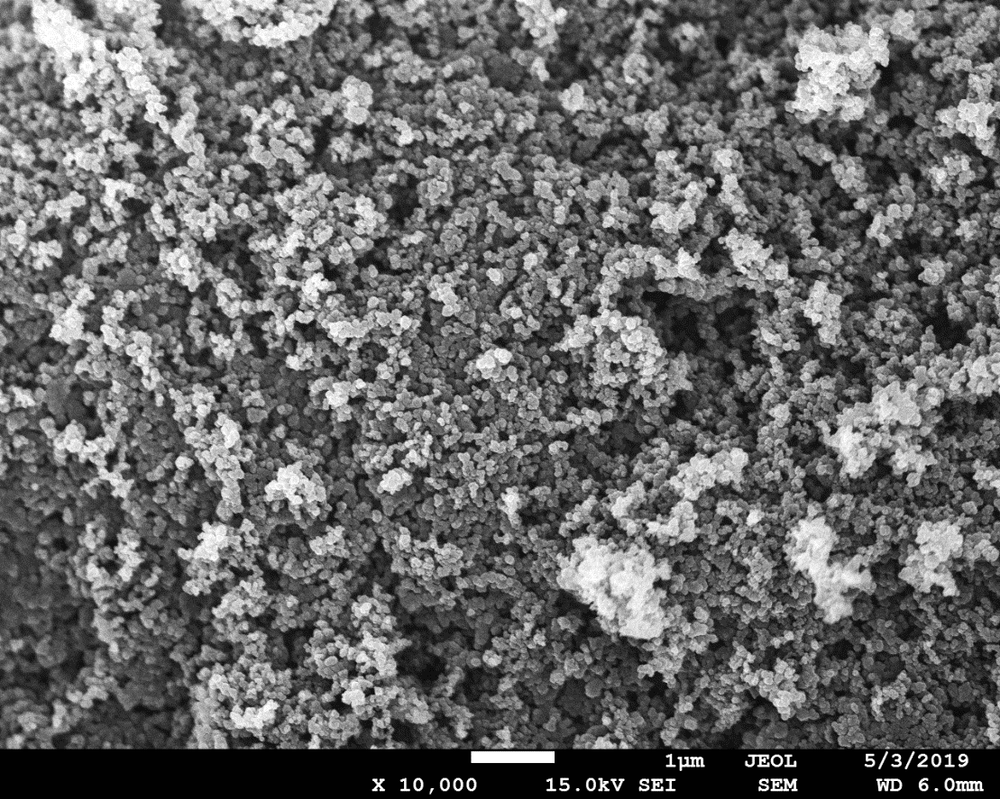 1μm JEOL 5/3/2019
X 10,000 15.0kV SEI SEM WD 6.0mm